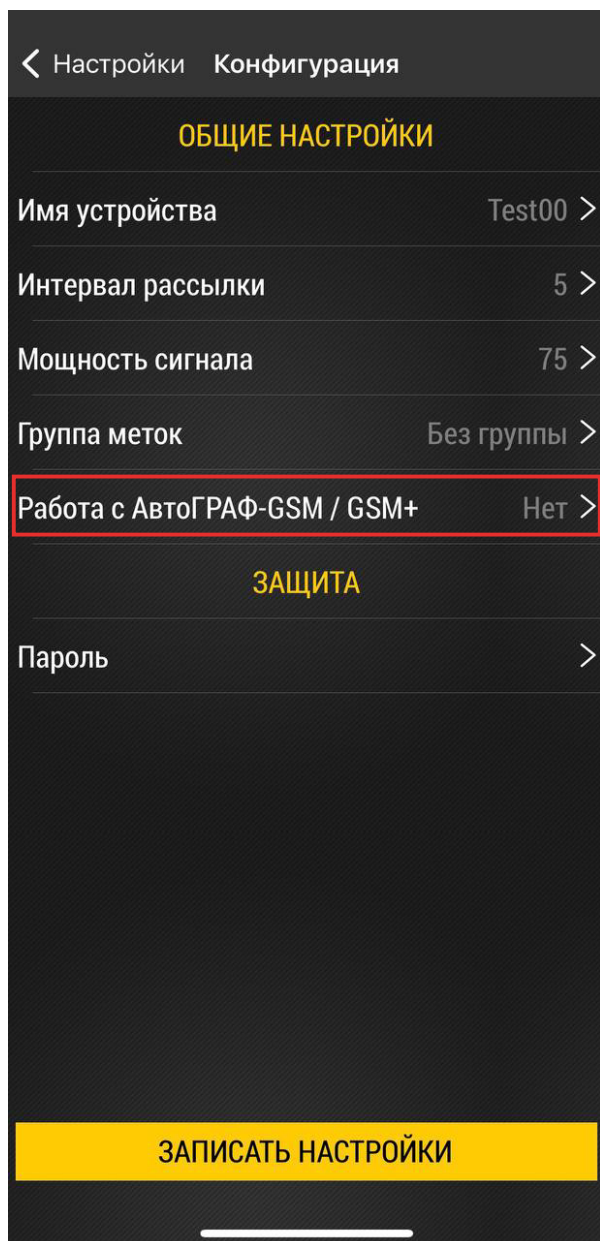 Настройки Конфигурация
ОБЩИЕ НАСТРОЙКИ
Имя устройства Test00
Интервал рассылки 5
Мощность сигнала 75
Группа меток Без группы
Работа с АвтоГРАФ-GSM / GSM+ Нет
ЗАЩИТА
Пароль
ЗАПИСАТЬ НАСТРОЙКИ